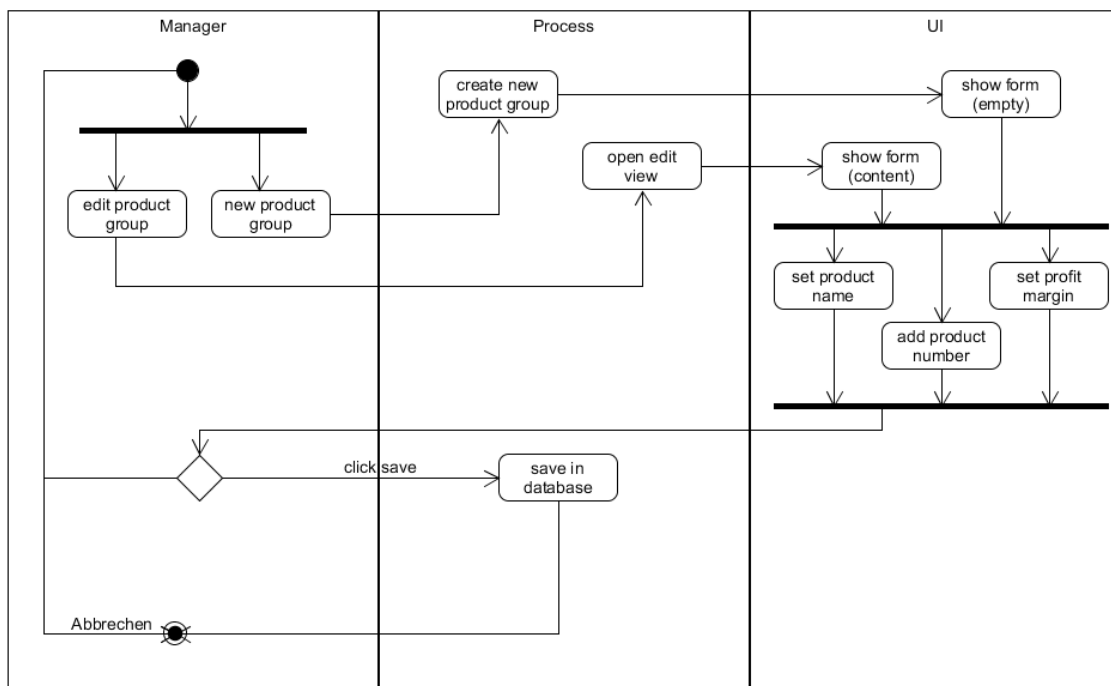 Manager
Process
UI
create new
product group
show form
(empty)
open edit
view
show form
(content)
edit product
group
new product
group
set product
name
set profit
margin
add product
number
click save
save in
database
Abbrechen